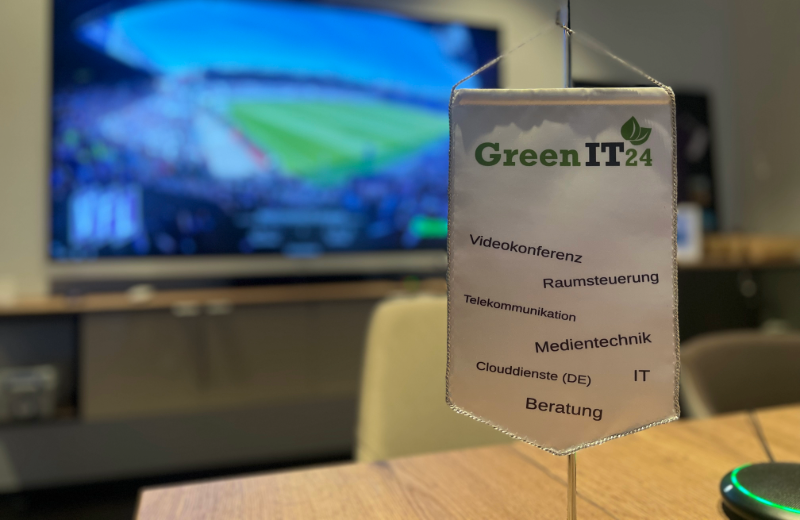 GreenIT24
Videokonferenz
Raumsteuerung
Telekommunikation
Medientechnik
Clouddienste (DE)
IT
Beratung